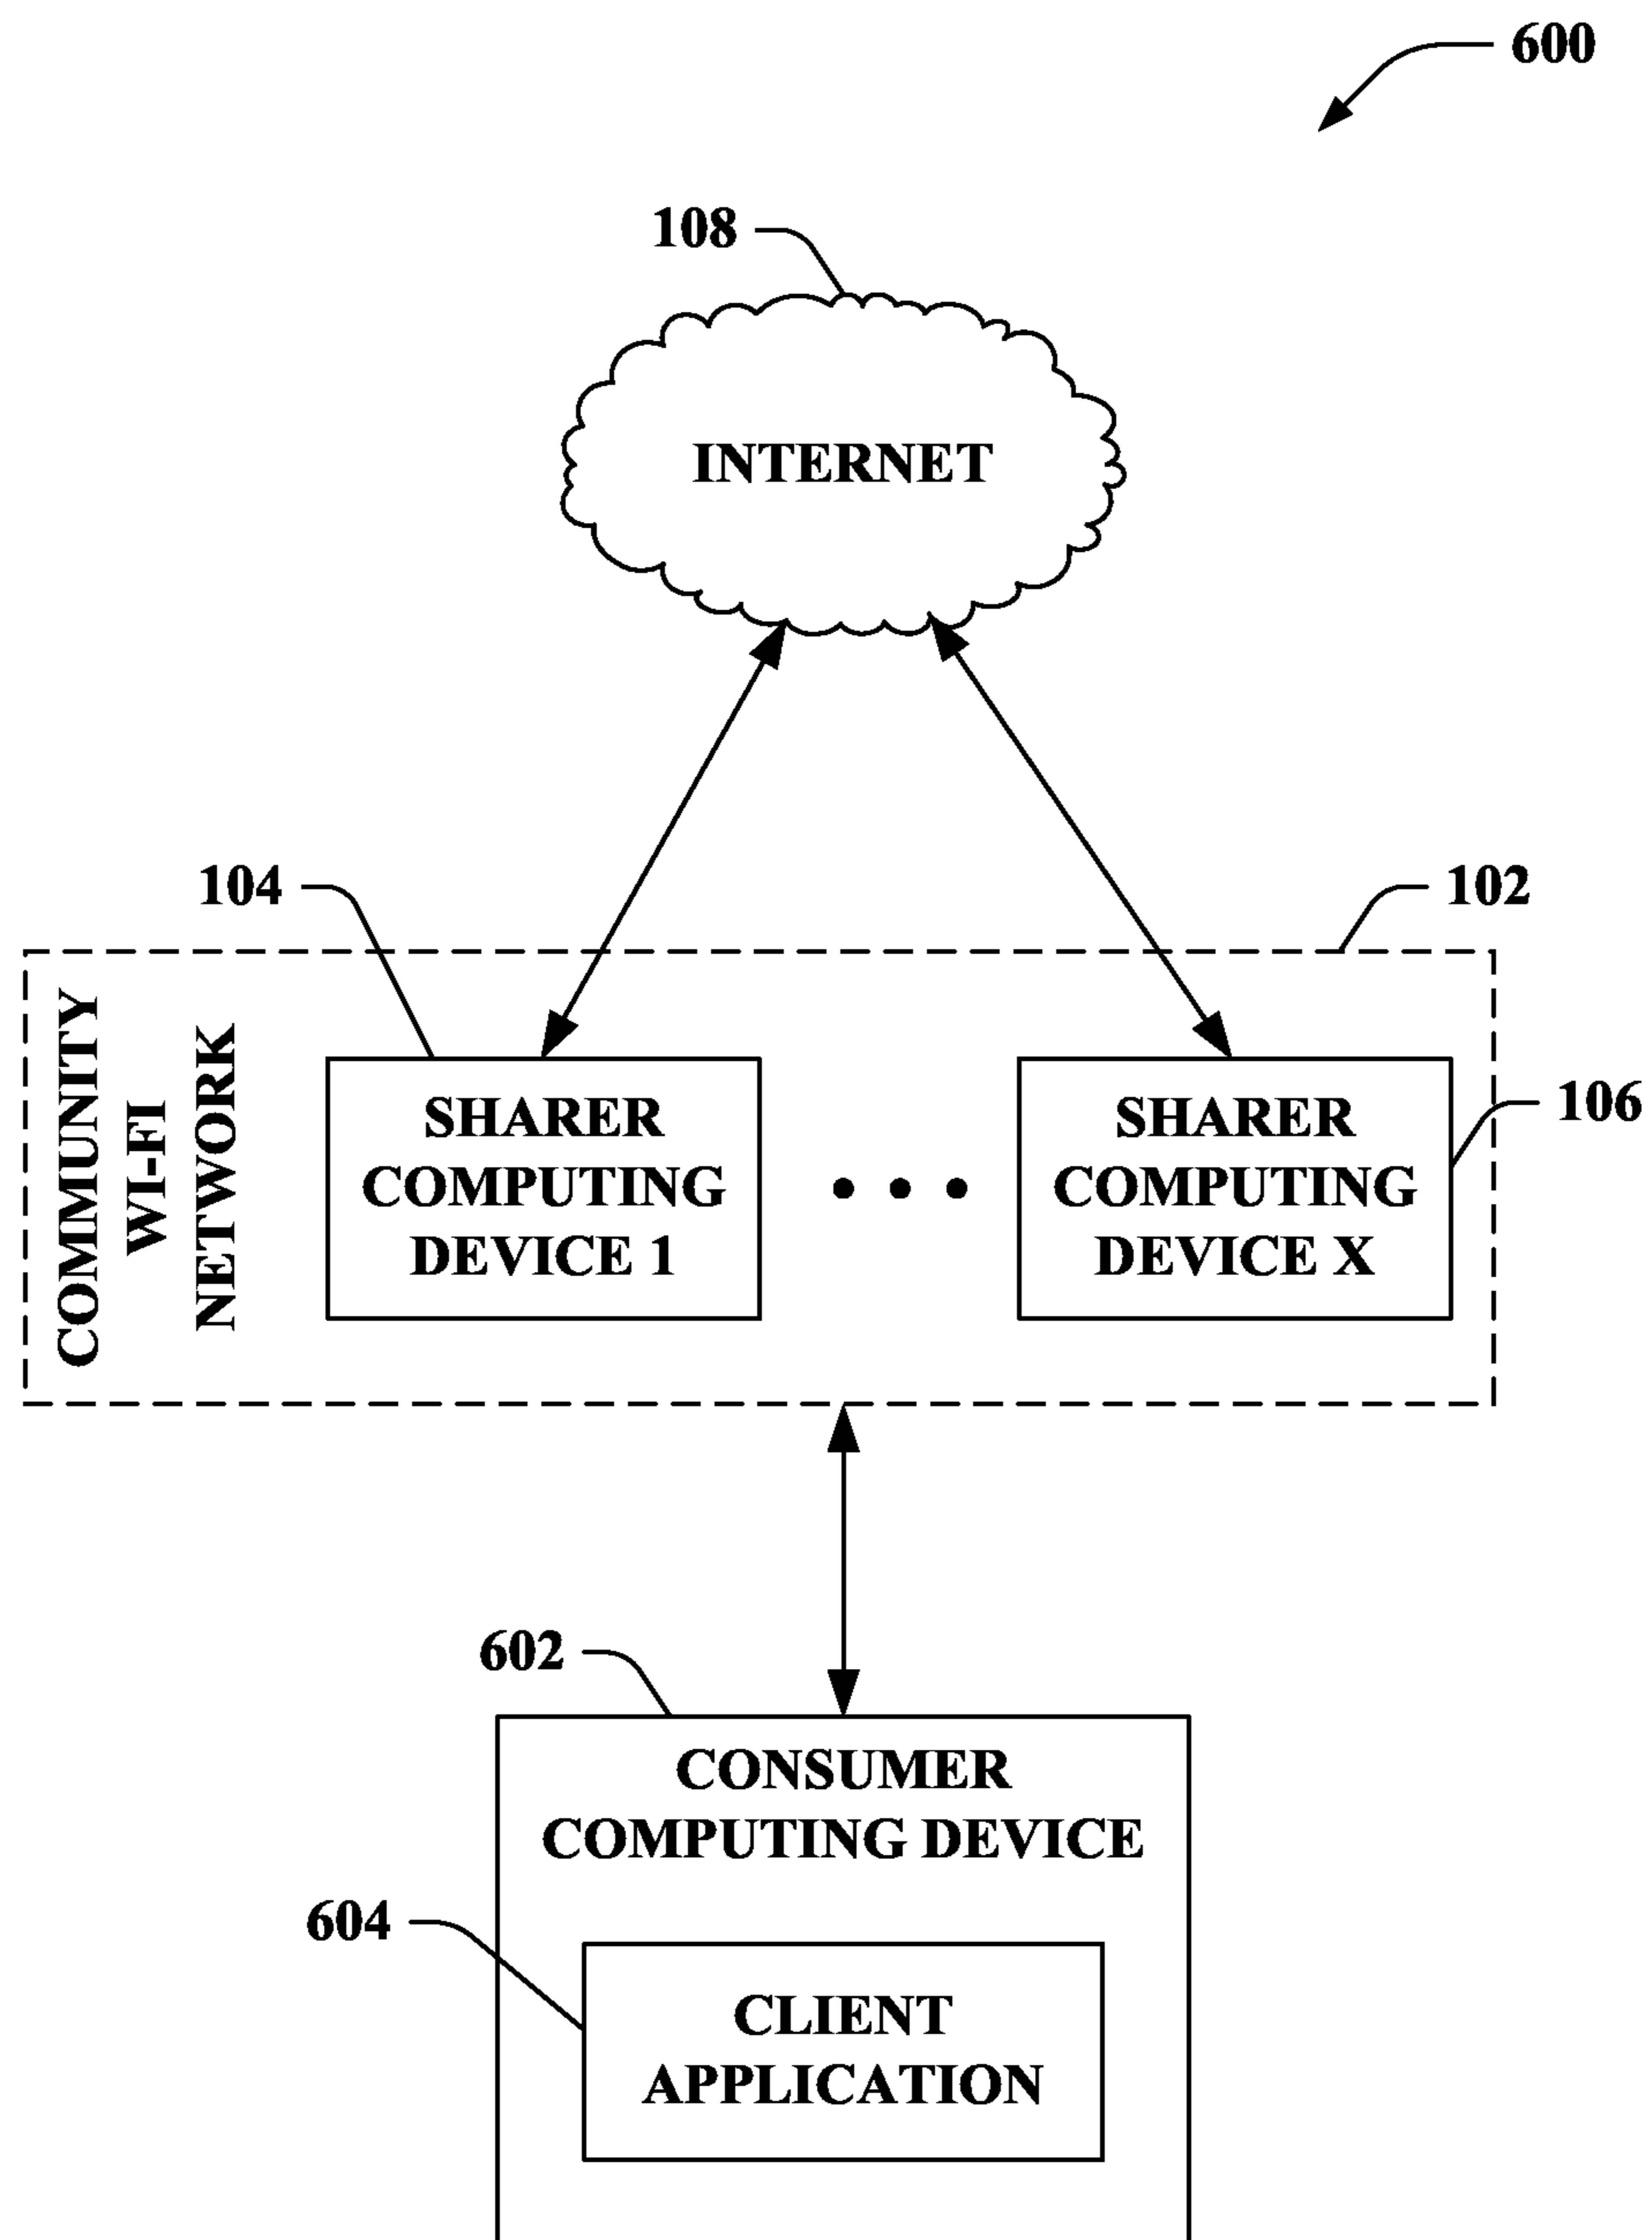 600
108
INTERNET
104
102
COMMUNITY
WI-FI
NETWORK
SHARER
COMPUTING
DEVICE 1
SHARER
COMPUTING
DEVICE X
106
602
CONSUMER
COMPUTING DEVICE
604
CLIENT
APPLICATION